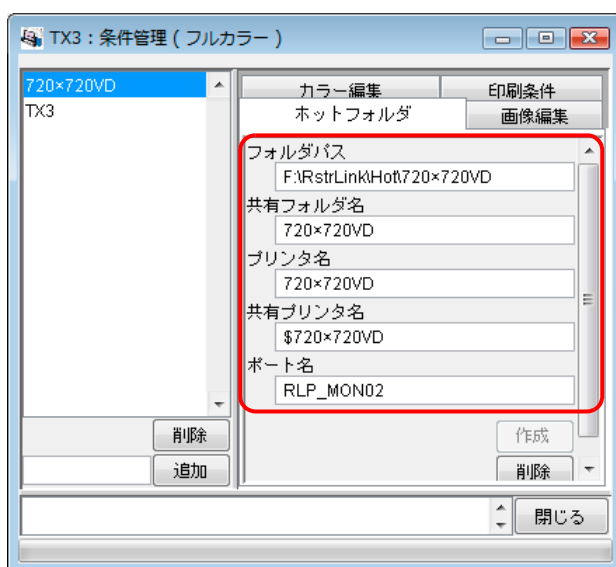 TX3：条件管理 ( フルカラー )
720×720VD
TX3
カラー編集
印刷条件
ホットフォルダ
画像編集
フォルダパス
F:\RstrLink\Hot\720×720VD
共有フォルダ名
720×720VD
プリンタ名
720×720VD
共有プリンタ名
$720×720VD
ポート名
RLP_MON02
削除
作成
追加
削除
閉じる